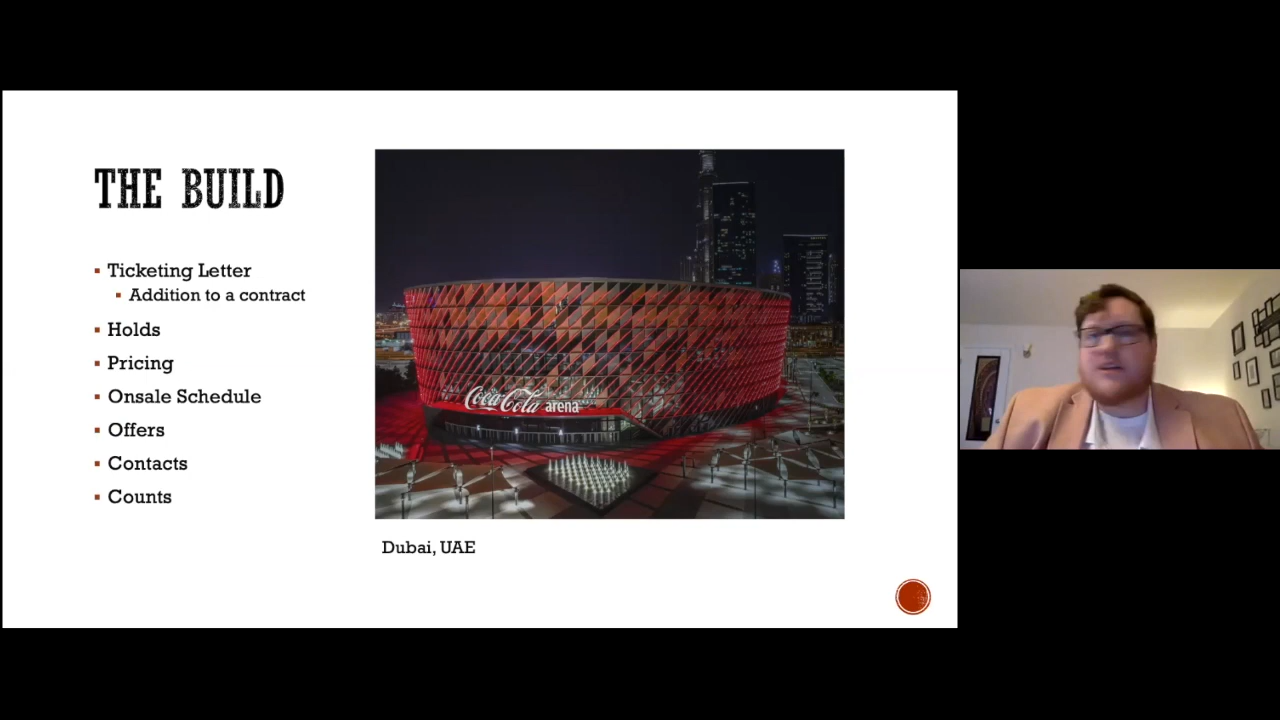 THE BUILD
Ticketing Letter
Addition to a contract
Holds
Pricing
Onsale Schedule
Offers
Contacts
Counts
Coca-Cola arena
Dubai, UAE